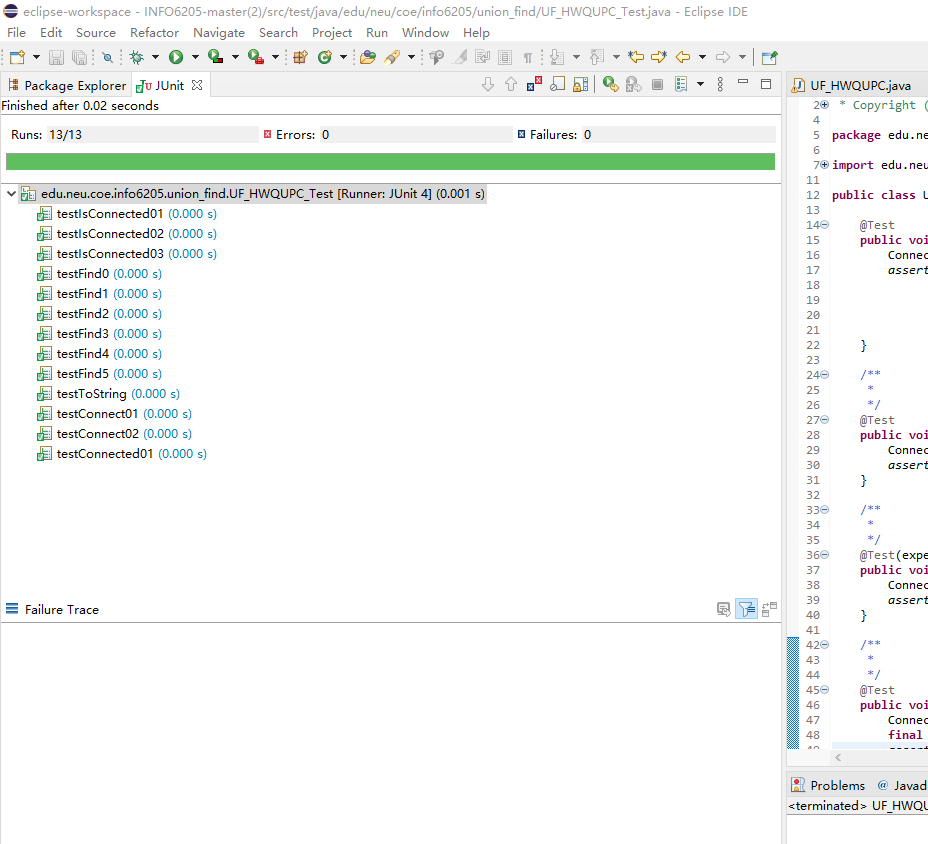 eclipse-workspace - INFO6205-master(2)/src/test/java/edu/neu/coe/info6205/union_find/UF_HWQUPC_Test.java - Eclipse IDE
File Edit Source Refactor Navigate Search Project Run Window Help
Package Explorer JUnit
Finished after 0.02 seconds
Runs: 13/13 Errors: 0 Failures: 0
edu.neu.coe.info6205.union_find.UF_HWQUPC_Test [Runner: JUnit 4] (0.001 s)
testIsConnected01 (0.000 s)
testIsConnected02 (0.000 s)
testIsConnected03 (0.000 s)
testFind0 (0.000 s)
testFind1 (0.000 s)
testFind2 (0.000 s)
testFind3 (0.000 s)
testFind4 (0.000 s)
testFind5 (0.000 s)
testToString (0.000 s)
testConnect01 (0.000 s)
testConnect02 (0.000 s)
testConnected01 (0.000 s)
Failure Trace
UF_HWQUPC.java
2 * Copyright (
4
5 package edu.ne
6
7 import edu.neu
11
12 public class U
13
14 @Test
15 public voi
16 Connec
17 assert
18
19
20
21
22 }
23
24 /**
25 *
26 */
27 @Test
28 public voi
29 Connec
30 assert
31 }
32
33 /**
34 *
35 */
36 @Test(expe
37 public voi
38 Connec
39 assert
40 }
41
42 /**
43 *
44 */
45 @Test
46 public voi
47 Connec
48 final
Problems @ Javad
<terminated> UF_HWQU